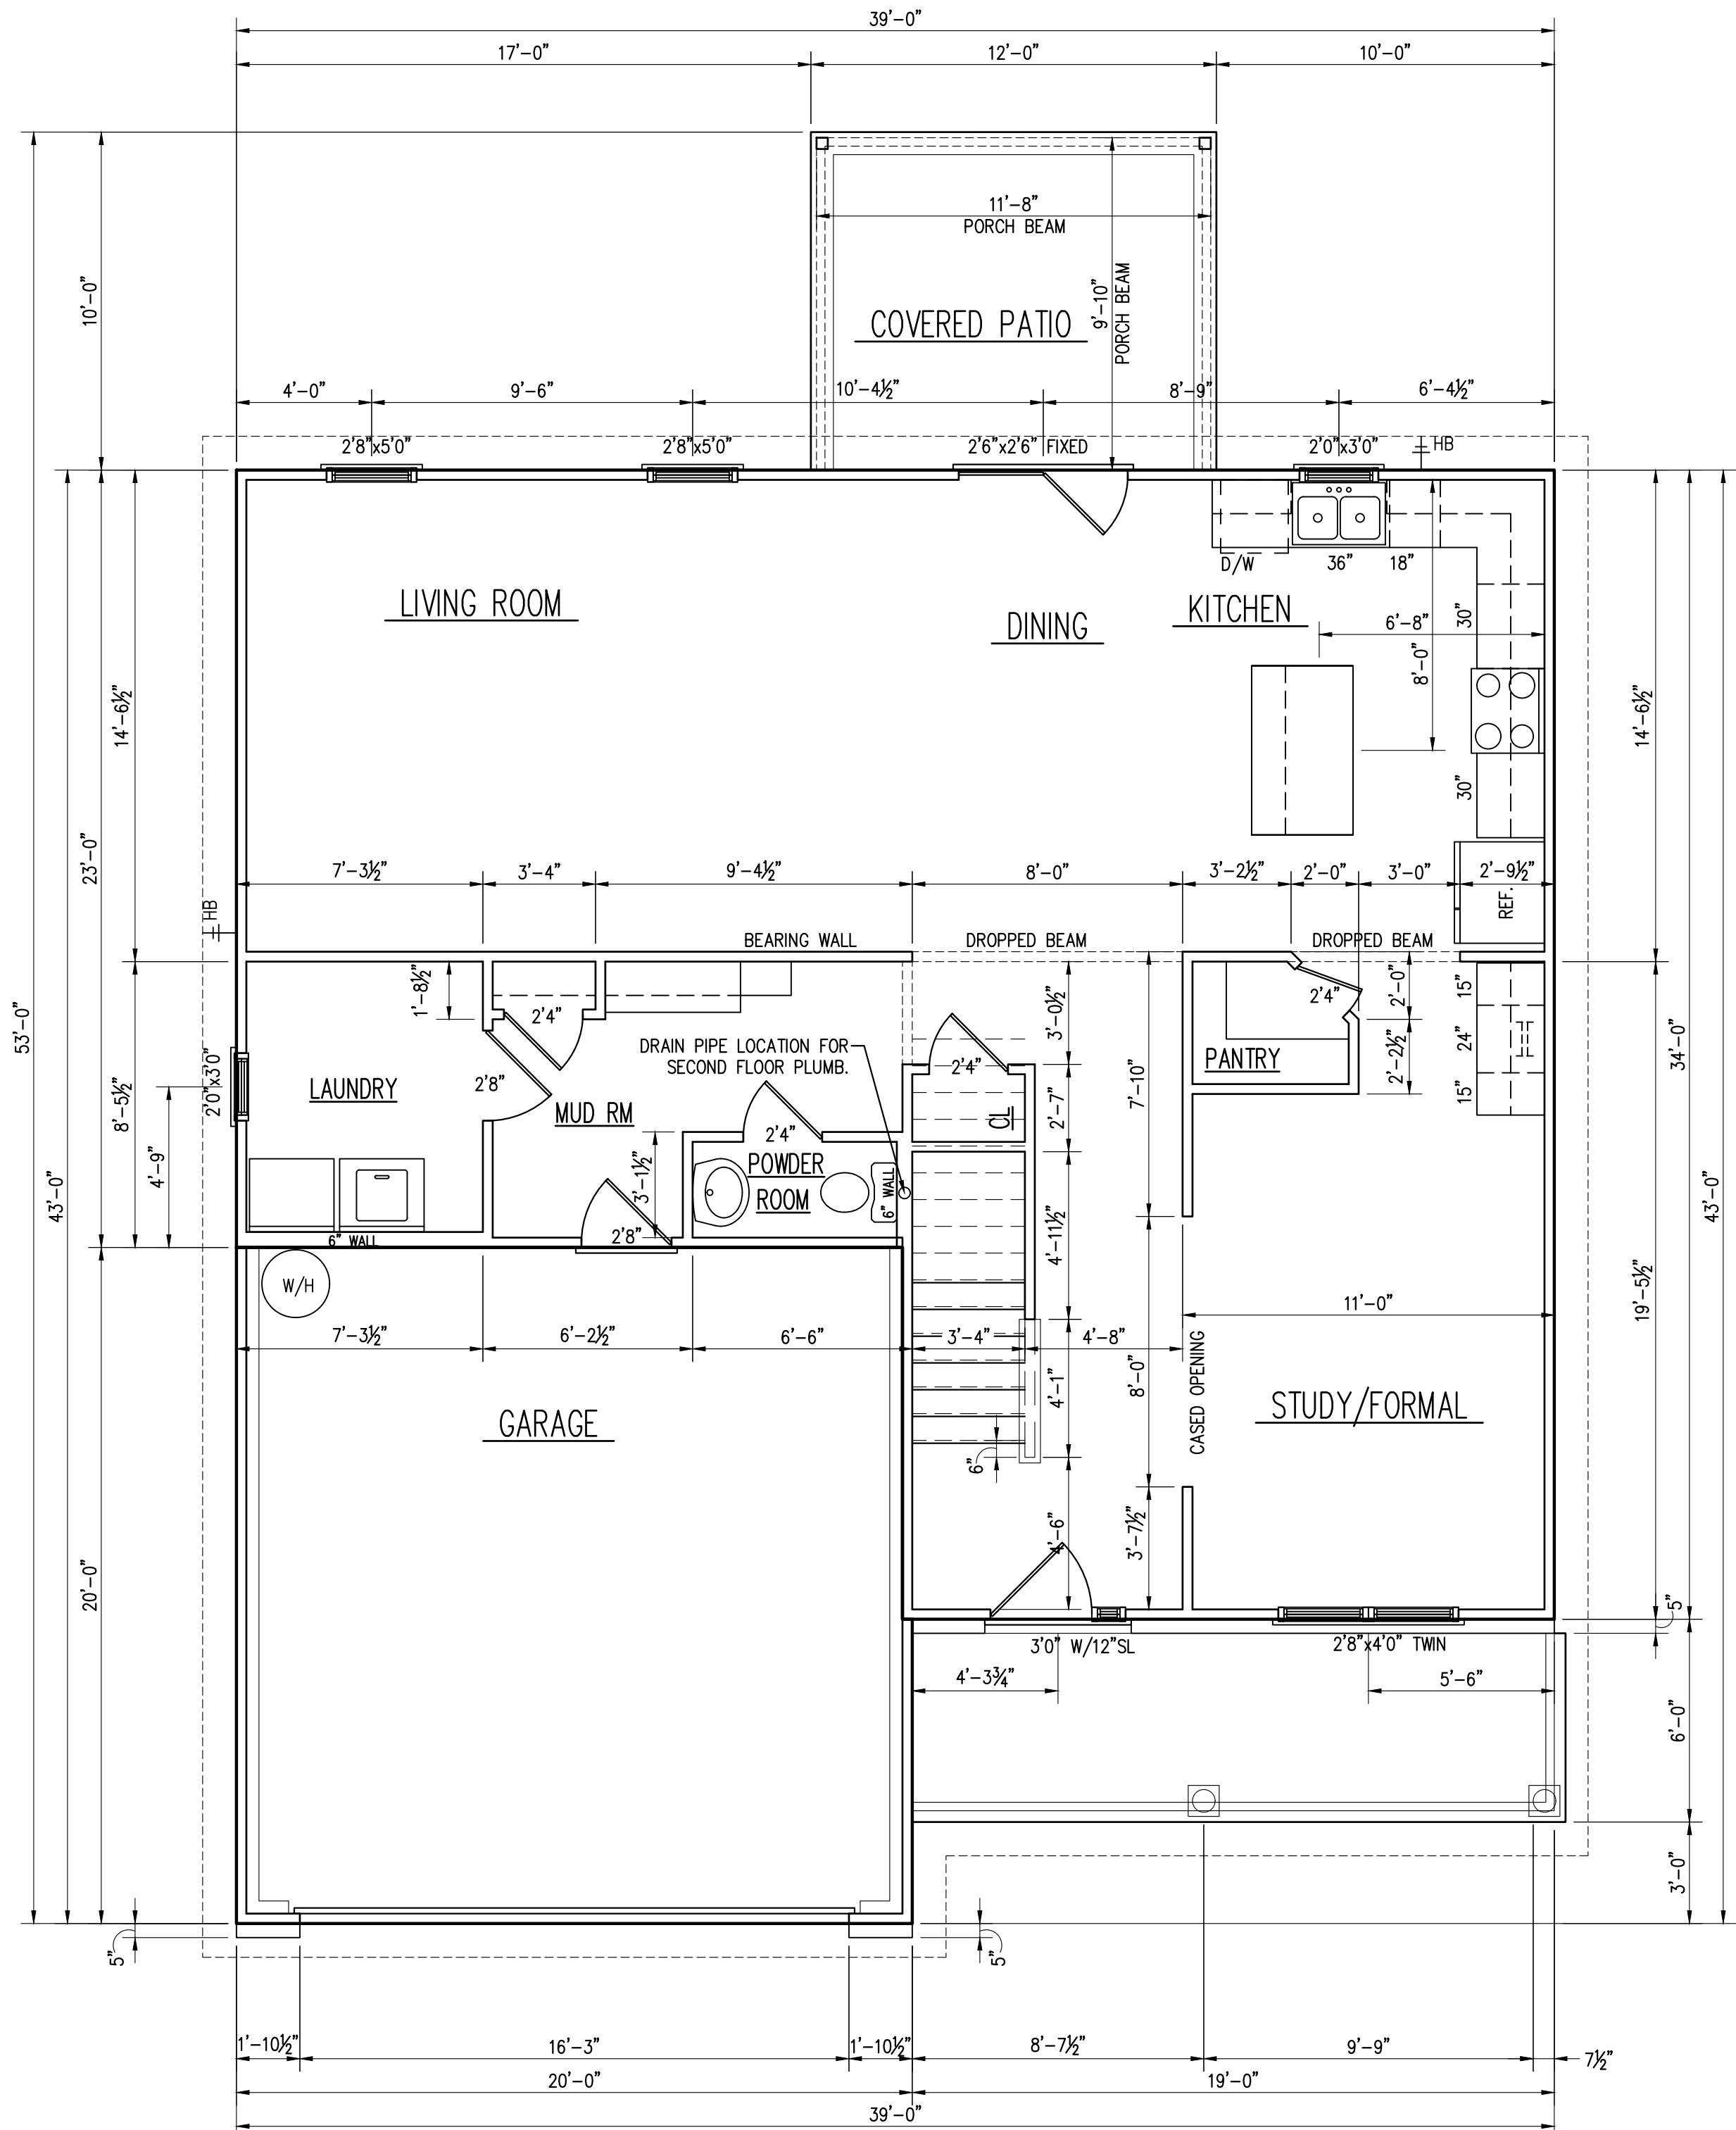 39'-0"
17'-0" 12'-0" 10'-0"
11'-8"
PORCH BEAM
9'-10"
PORCH BEAM
COVERED PATIO
10'-0"
53'-0"
43'-0"
23'-0"
20'-0"
14'-6½"
8'-5½"
4'-9"
4'-0" 9'-6" 10'-4½" 8'-9" 6'-4½"
2'8"x5'0" 2'8"x5'0" 2'6"x2'6" FIXED 2'0"x3'0" HB
D/W 36" 18"
LIVING ROOM
DINING
KITCHEN
6'-8"
8'-0"
30"
30"
REF.
7'-3½" 3'-4" 9'-4½" 8'-0" 3'-2½" 2'-0" 3'-0" 2'-9½"
HB
BEARING WALL DROPPED BEAM DROPPED BEAM
1'-8½"
2'4"
3'-0½"
2'4"
2'-0"
15"
24"
15"
2'0"x3'0"
LAUNDRY
2'8"
MUD RM
DRAIN PIPE LOCATION FOR
SECOND FLOOR PLUMB.
2'4"
CL
2'-7"
7'-10"
PANTRY
2'-2½"
2'4"
POWDER
ROOM
6" WALL
3'-1½"
2'8"
6" WALL
4'-11½"
W/H
7'-3½" 6'-2½" 6'-6" 3'-4" 4'-8"
11'-0"
8'-0"
CASED OPENING
4'-1"
GARAGE
STUDY/FORMAL
6"
4'-6"
3'-7½"
14'-6½"
19'-5½"
34'-0"
43'-0"
5"
6'-0"
3'-0"
3'0" W/12"SL 2'8"x4'0" TWIN
4'-3¾" 5'-6"
5" 5"
1'-10½" 16'-3" 1'-10½" 8'-7½" 9'-9" 7½"
20'-0" 19'-0"
39'-0"